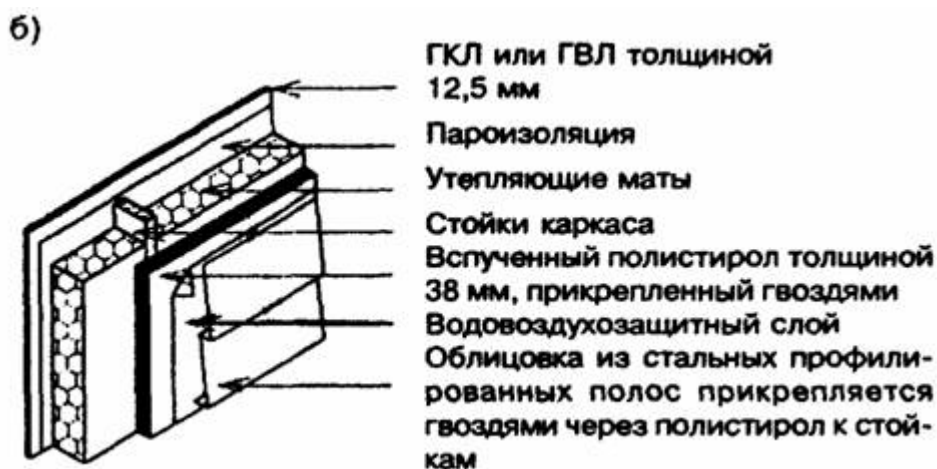 б)
ГКЛ или ГВЛ толщиной
12,5 мм
Пароизоляция
Утепляющие маты
Стойки каркаса
Вспученный полистирол толщиной
38 мм, прикрепленный гвоздями
Водовоздухозащитный слой
Облицовка из стальных профили-
рованных полос прикрепляется
гвоздями через полистирол к стой-
кам